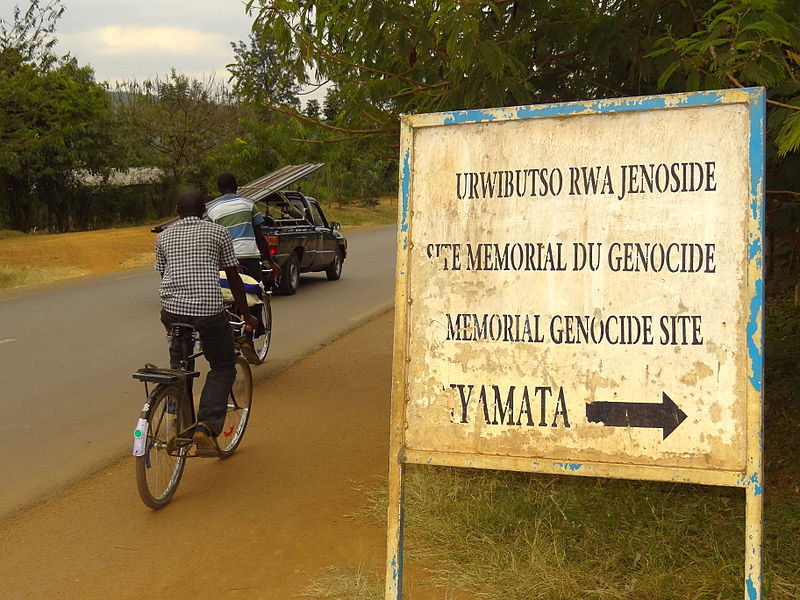 URWIBUTSO RWA JENOSIDE
SITE MEMORIAL DU GENOCIDE
MEMORIAL GENOCIDE SITE
NYAMATA